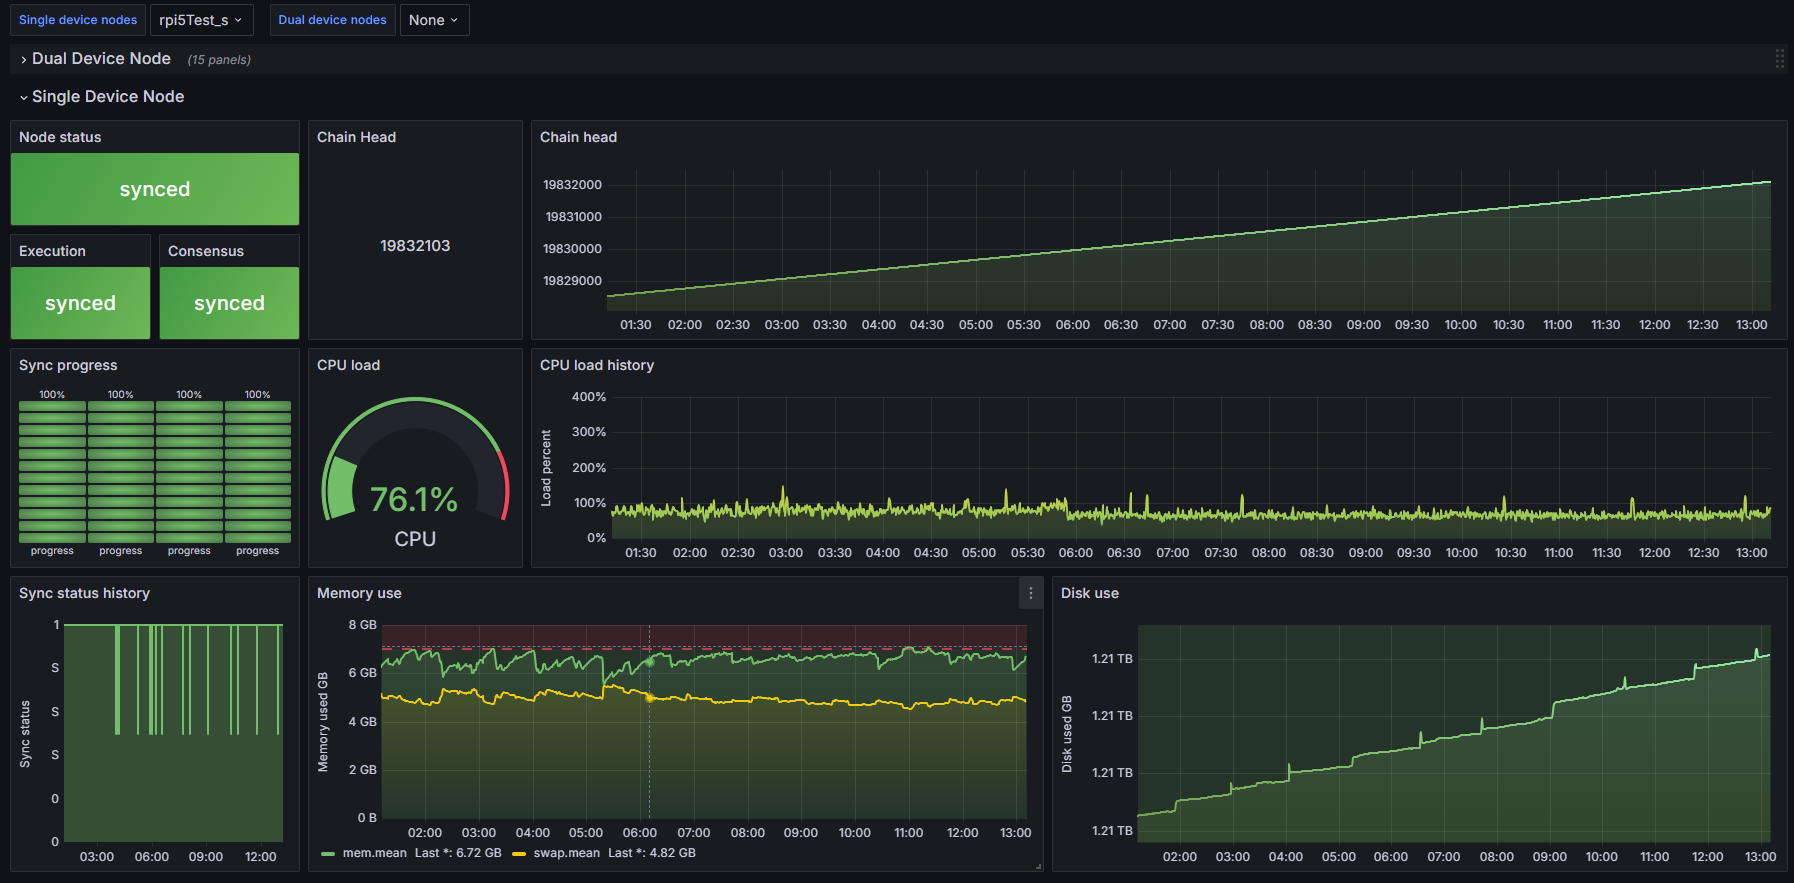 Single device nodes rpi5Test_s Dual device nodes None
Dual Device Node (15 panels)
Single Device Node
Node status
synced
Execution
synced
Consensus
synced
Chain Head
19832103
Chain head
19832000
19831000
19830000
19829000
01:30 02:00 02:30 03:00 03:30 04:00 04:30 05:00 05:30 06:00 06:30 07:00 07:30 08:00 08:30 09:00 09:30 10:00 10:30 11:00 11:30 12:00 12:30 13:00
Sync progress
100% 100% 100% 100%
progress progress progress progress
CPU load
76.1%
CPU
CPU load history
Load percent
400%
300%
200%
100%
0%
01:30 02:00 02:30 03:00 03:30 04:00 04:30 05:00 05:30 06:00 06:30 07:00 07:30 08:00 08:30 09:00 09:30 10:00 10:30 11:00 11:30 12:00 12:30 13:00
Sync status history
Sync status
1
S
S
S
0
0
03:00 06:00 09:00 12:00
Memory use
Memory used GB
8 GB
6 GB
4 GB
2 GB
0 B
02:00 03:00 04:00 05:00 06:00 07:00 08:00 09:00 10:00 11:00 12:00 13:00
mem.mean Last *: 6.72 GB swap.mean Last *: 4.82 GB
Disk use
Disk used GB
1.21 TB
1.21 TB
1.21 TB
1.21 TB
02:00 03:00 04:00 05:00 06:00 07:00 08:00 09:00 10:00 11:00 12:00 13:00